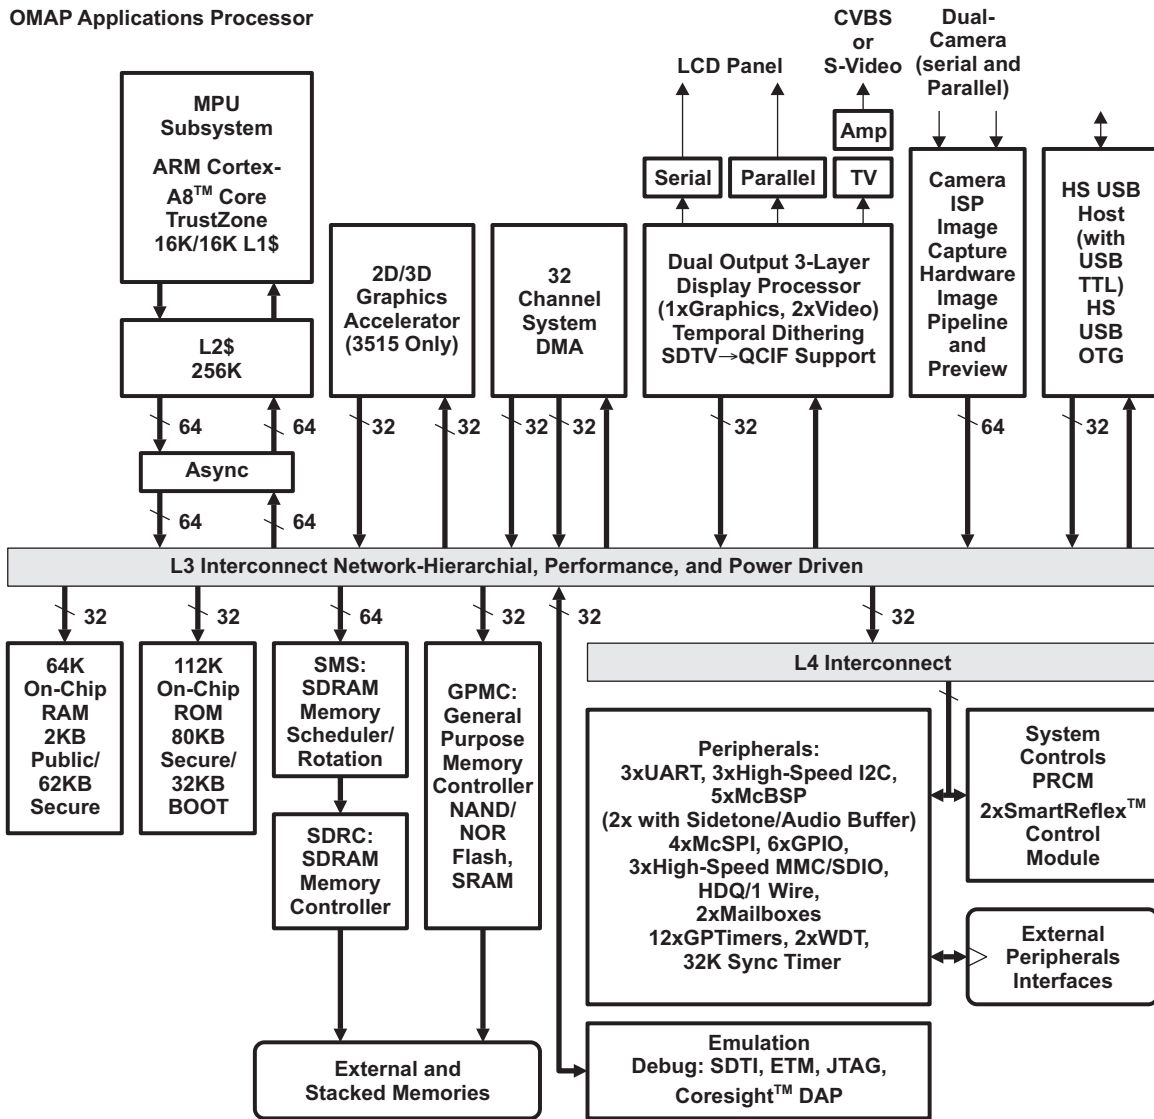 OMAP Applications Processor
MPU
Subsystem
ARM Cortex-
A8™ Core
TrustZone
16K/16K L1$
L2$
256K
64
64
Async
64
64
2D/3D
Graphics
Accelerator
(3515 Only)
32
32
32
Channel
System
DMA
32
32
LCD Panel
CVBS
or
S-Video
Amp
Serial
Parallel
TV
Dual Output 3-Layer
Display Processor
(1xGraphics, 2xVideo)
Temporal Dithering
SDTV→QCIF Support
32
Dual-
Camera
(serial and
Parallel)
Camera
ISP
Image
Capture
Hardware
Image
Pipeline
and
Preview
64
HS USB
Host
(with
USB
TTL)
HS
USB
OTG
32
L3 Interconnect Network-Hierarchial, Performance, and Power Driven
32
32
64
32
32
32
64K
On-Chip
RAM
2KB
Public/
62KB
Secure
112K
On-Chip
ROM
80KB
Secure/
32KB
BOOT
SMS:
SDRAM
Memory
Scheduler/
Rotation
SDRC:
SDRAM
Memory
Controller
GPMC:
General
Purpose
Memory
Controller
NAND/
NOR
Flash,
SRAM
External and
Stacked Memories
L4 Interconnect
Peripherals:
3xUART, 3xHigh-Speed I2C,
5xMcBSP
(2x with Sidetone/Audio Buffer)
4xMcSPI, 6xGPIO,
3xHigh-Speed MMC/SDIO,
HDQ/1 Wire,
2xMailboxes
12xGPTimers, 2xWDT,
32K Sync Timer
System
Controls
PRCM
2xSmartReflex™
Control
Module
External
Peripherals
Interfaces
Emulation
Debug: SDTI, ETM, JTAG,
Coresight™ DAP